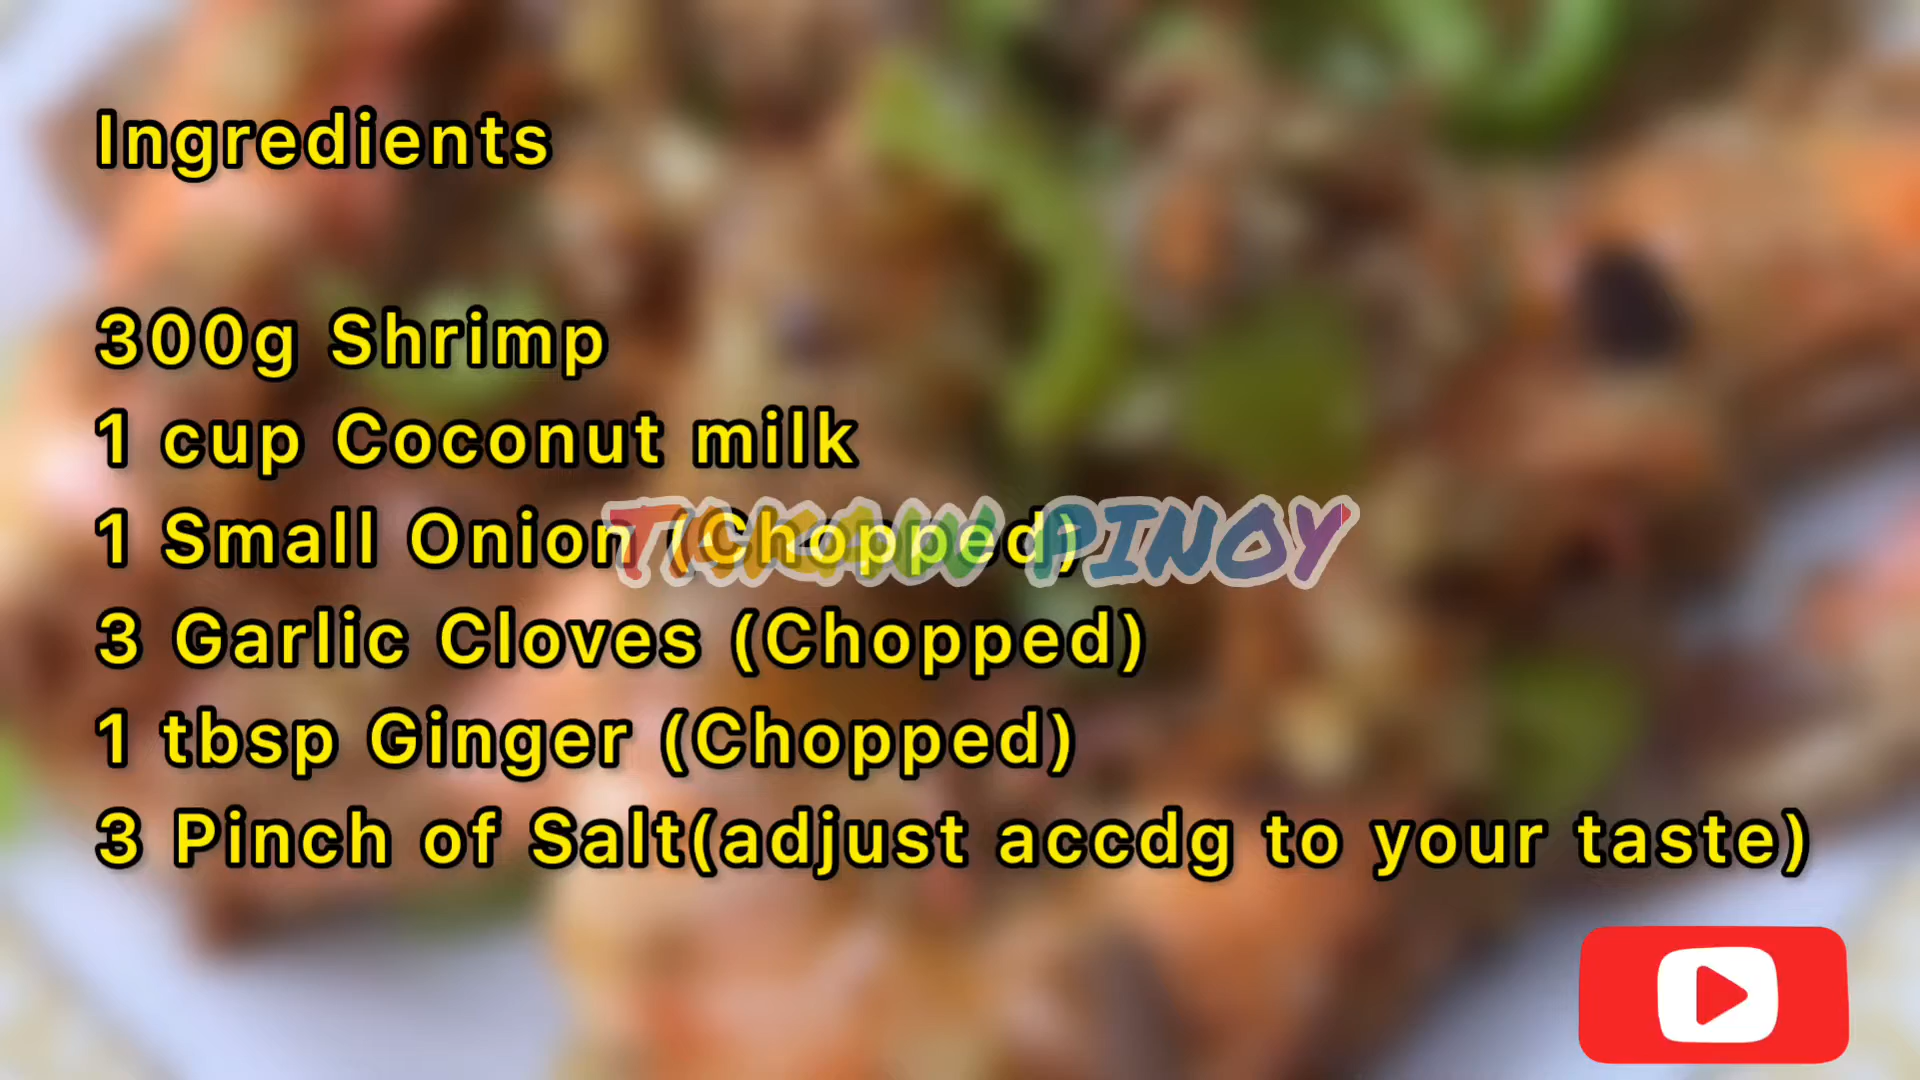 Ingredients
300g Shrimp
1 cup Coconut milk
1 Small Onion (Chopped)
TAKAW PINOY
3 Garlic Cloves (Chopped)
1 tbsp Ginger (Chopped)
3 Pinch of Salt(adjust accdg to your taste)